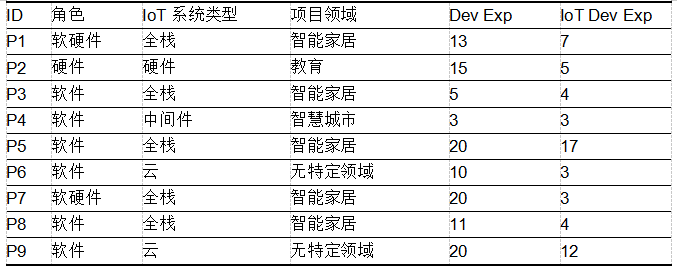 ID 角色 IoT 系统类型 项目领域 Dev Exp IoT Dev Exp
P1 软硬件 全栈 智能家居 13 7
P2 硬件 硬件 教育 15 5
P3 软件 全栈 智能家居 5 4
P4 软件 中间件 智慧城市 3 3
P5 软件 全栈 智能家居 20 17
P6 软件 云 无特定领域 10 3
P7 软硬件 全栈 智能家居 20 3
P8 软件 全栈 智能家居 11 4
P9 软件 云 无特定领域 20 12